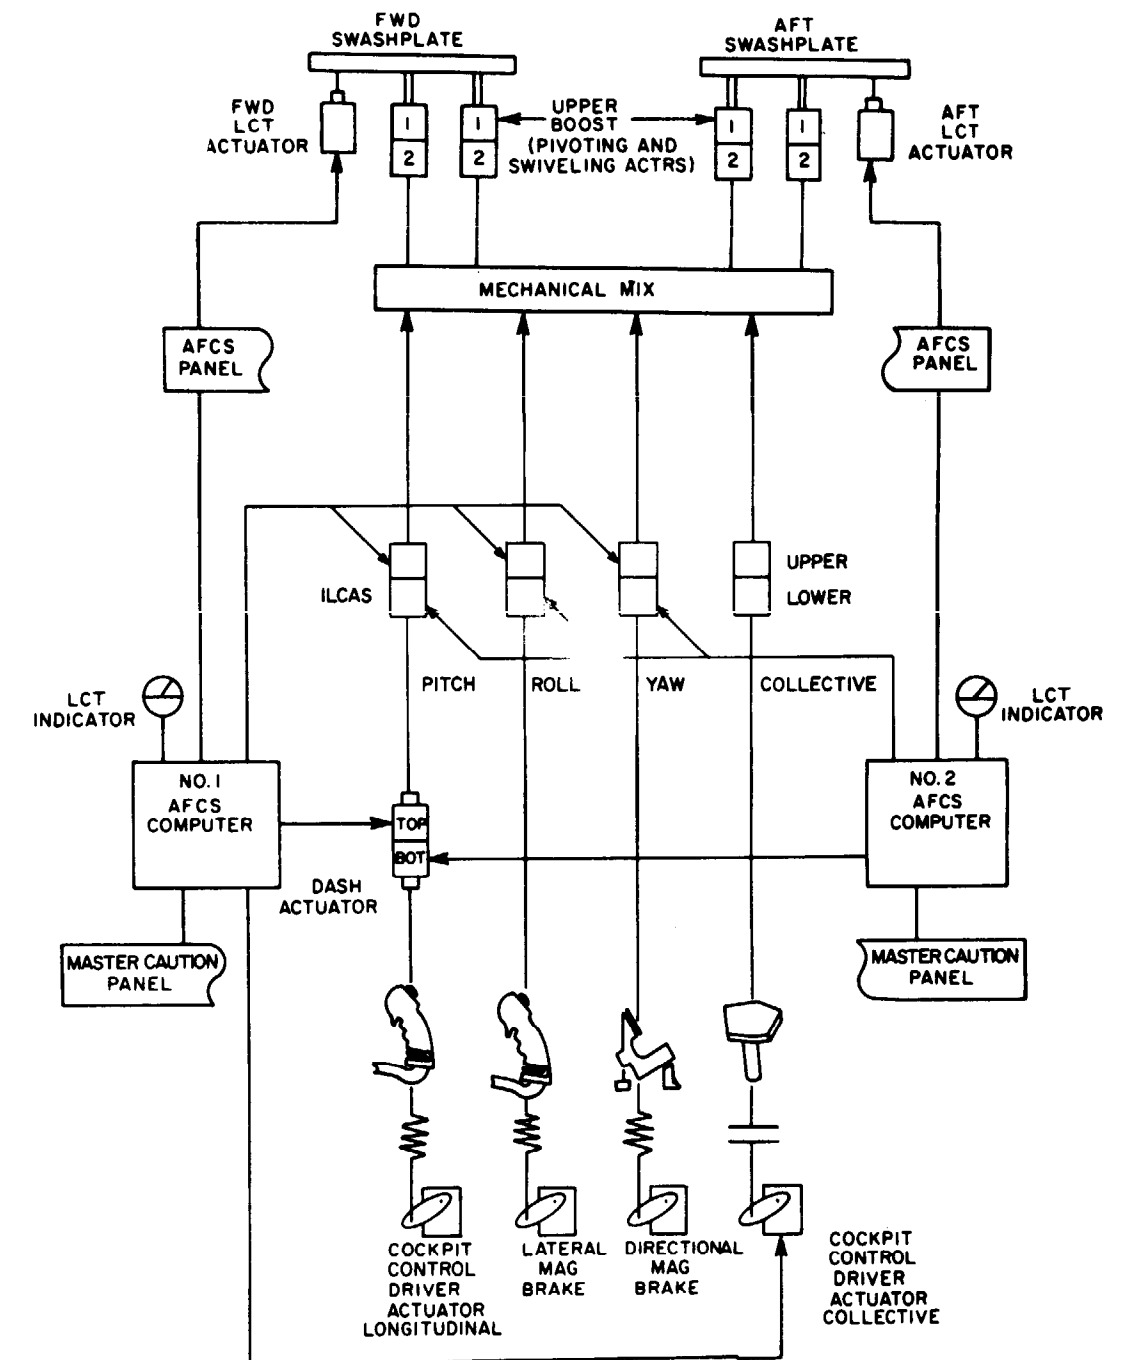 FWD
SWASHPLATE
AFT
SWASHPLATE
FWD
LCT
ACTUATOR
1
2
1
2
UPPER
BOOST
(PIVOTING AND
SWIVELING ACTRS)
1
2
1
2
AFT
LCT
ACTUATOR
MECHANICAL MIX
AFCS
PANEL
AFCS
PANEL
ILCAS
UPPER
LOWER
PITCH
ROLL
YAW
COLLECTIVE
LCT
INDICATOR
LCT
INDICATOR
NO. 1
AFCS
COMPUTER
TOP
BOT
NO. 2
AFCS
COMPUTER
DASH
ACTUATOR
MASTER CAUTION
PANEL
MASTER CAUTION
PANEL
COCKPIT
CONTROL
DRIVER
ACTUATOR
LONGITUDINAL
LATERAL
MAG
BRAKE
DIRECTIONAL
MAG
BRAKE
COCKPIT
CONTROL
DRIVER
ACTUATOR
COLLECTIVE